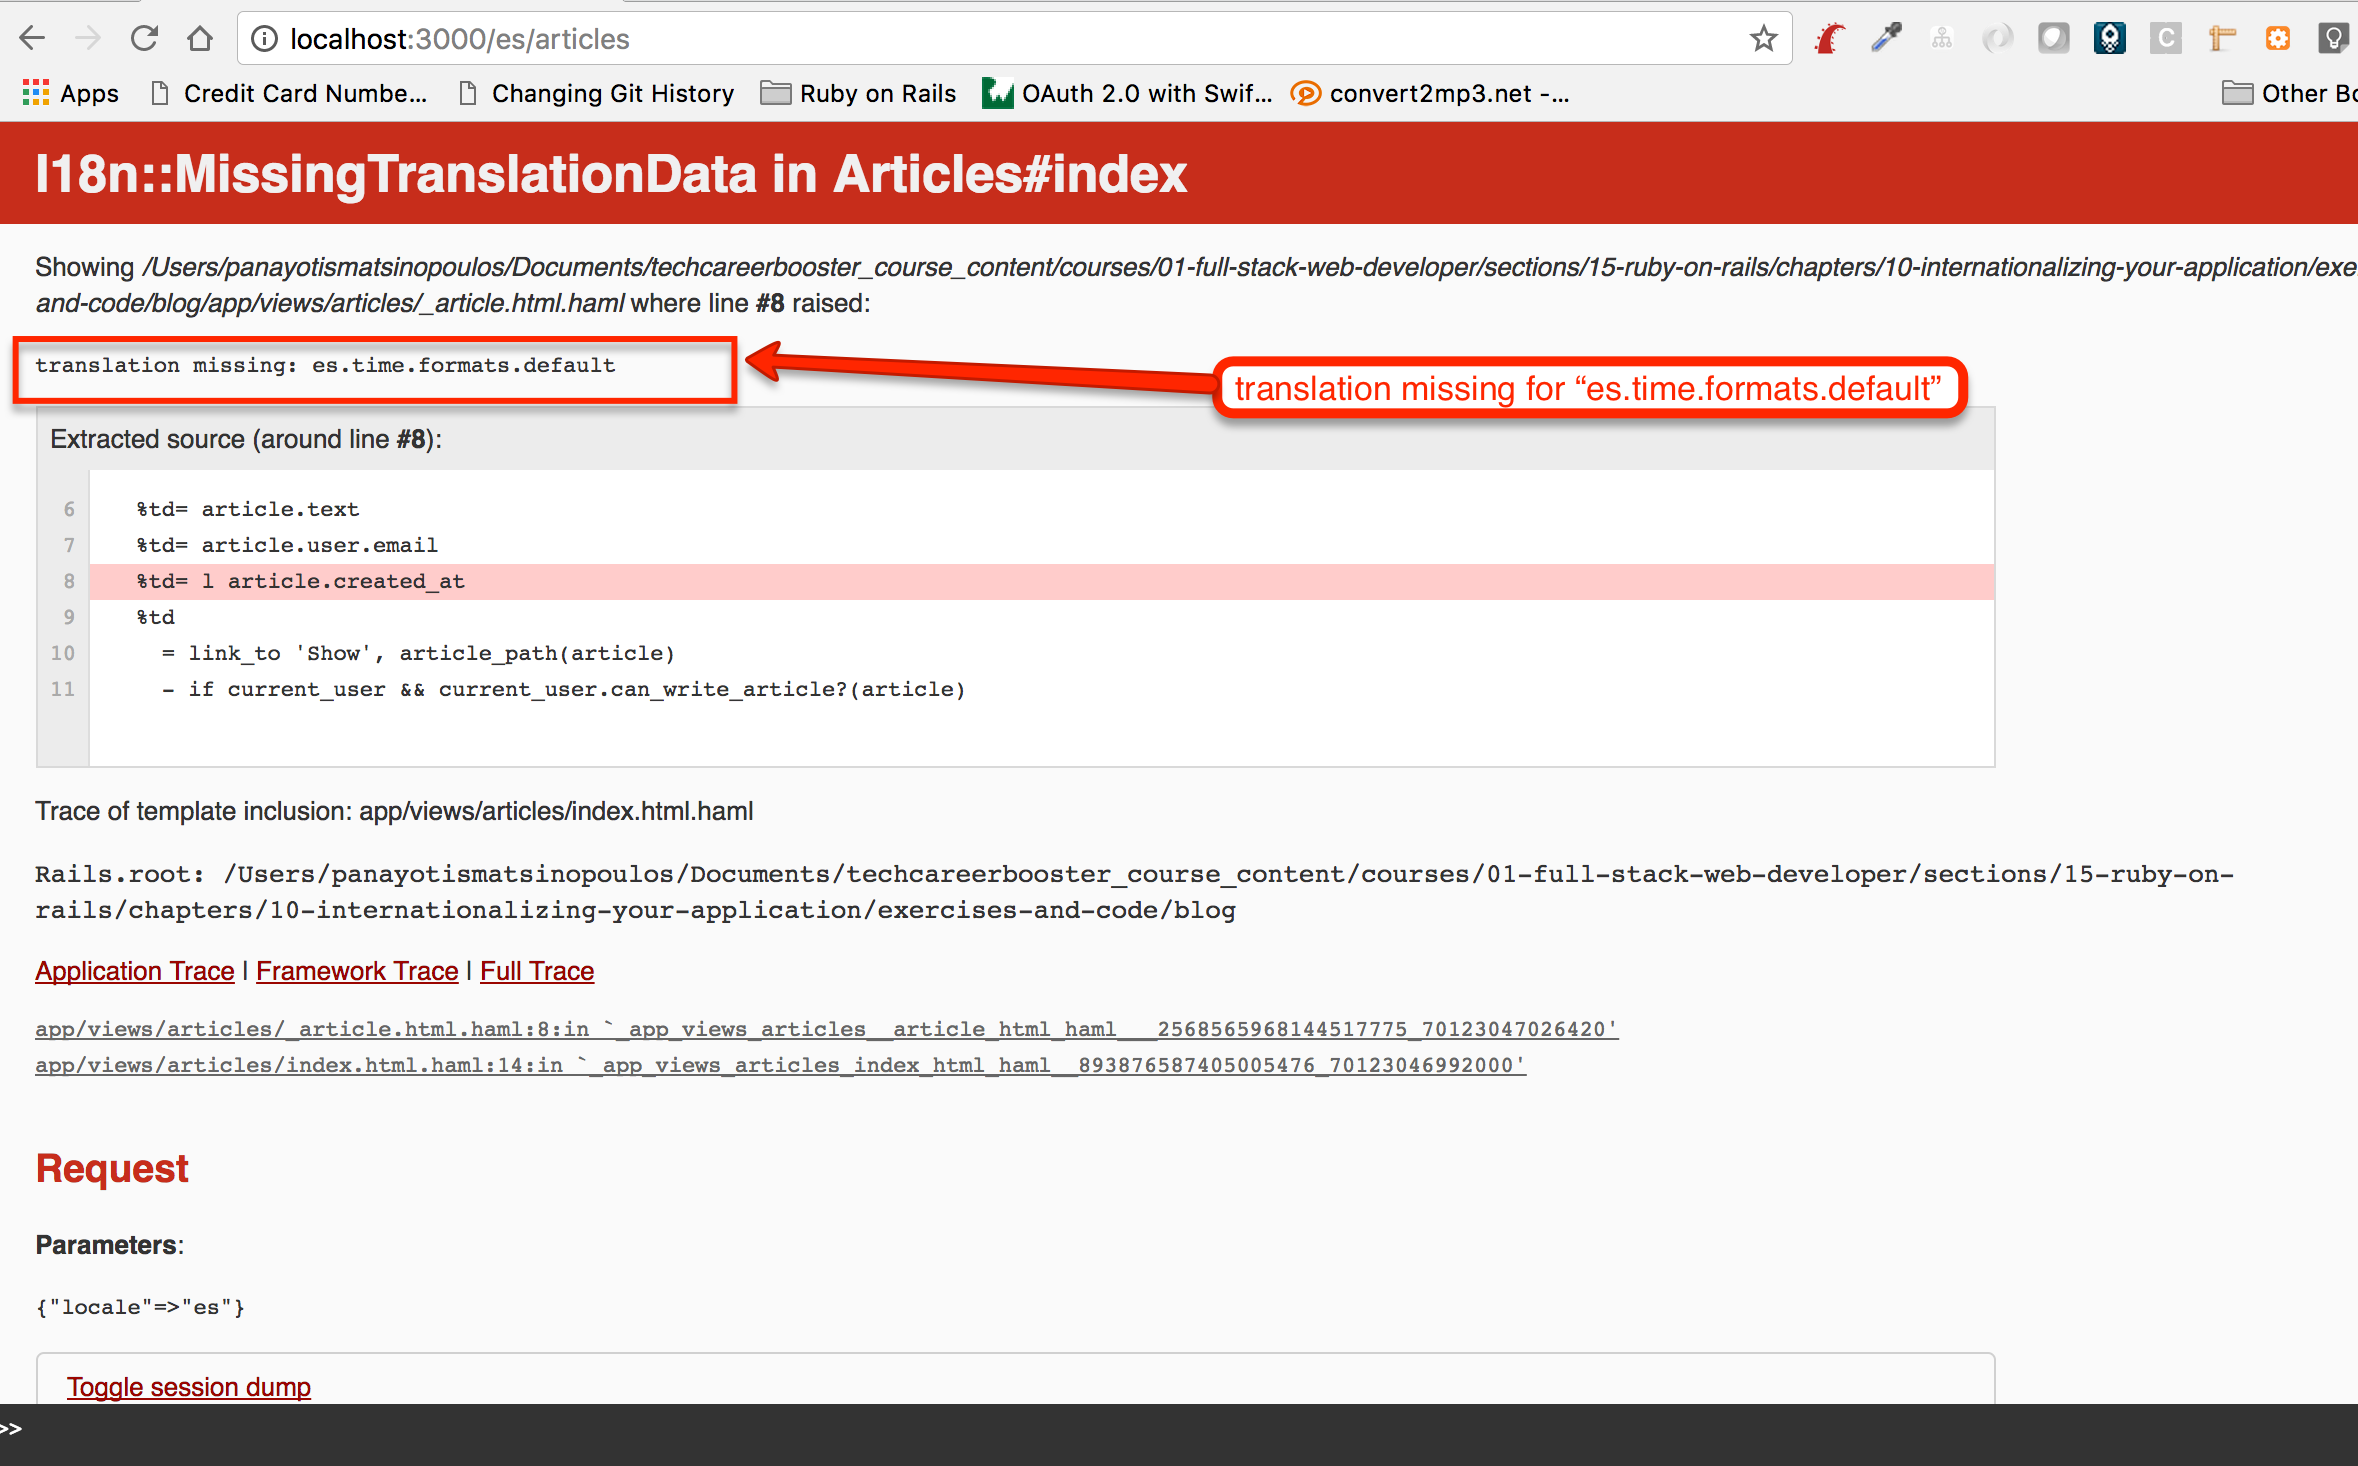 localhost:3000/es/articles
Apps Credit Card Numbe... Changing Git History Ruby on Rails OAuth 2.0 with Swif... convert2mp3.net -... Other Bo
I18n::MissingTranslationData in Articles#index
Showing /Users/panayotismatsinopoulos/Documents/techcareerbooster_course_content/courses/01-full-stack-web-developer/sections/15-ruby-on-rails/chapters/10-internationalizing-your-application/exe
and-code/blog/app/views/articles/_article.html.haml where line #8 raised:
translation missing: es.time.formats.default
translation missing for “es.time.formats.default”
Extracted source (around line #8):
6 %td= article.text
7 %td= article.user.email
8 %td= l article.created_at
9 %td
10 = link_to 'Show', article_path(article)
11 - if current_user && current_user.can_write_article?(article)
Trace of template inclusion: app/views/articles/index.html.haml
Rails.root: /Users/panayotismatsinopoulos/Documents/techcareerbooster_course_content/courses/01-full-stack-web-developer/sections/15-ruby-on-
rails/chapters/10-internationalizing-your-application/exercises-and-code/blog
Application Trace | Framework Trace | Full Trace
app/views/articles/_article.html.haml:8:in `_app_views_articles__article_html_haml___2568565968144517775_70123047026420'
app/views/articles/index.html.haml:14:in `_app_views_articles_index_html_haml__893876587405005476_70123046992000'
Request
Parameters:
{"locale"=>"es"}
Toggle session dump
>>